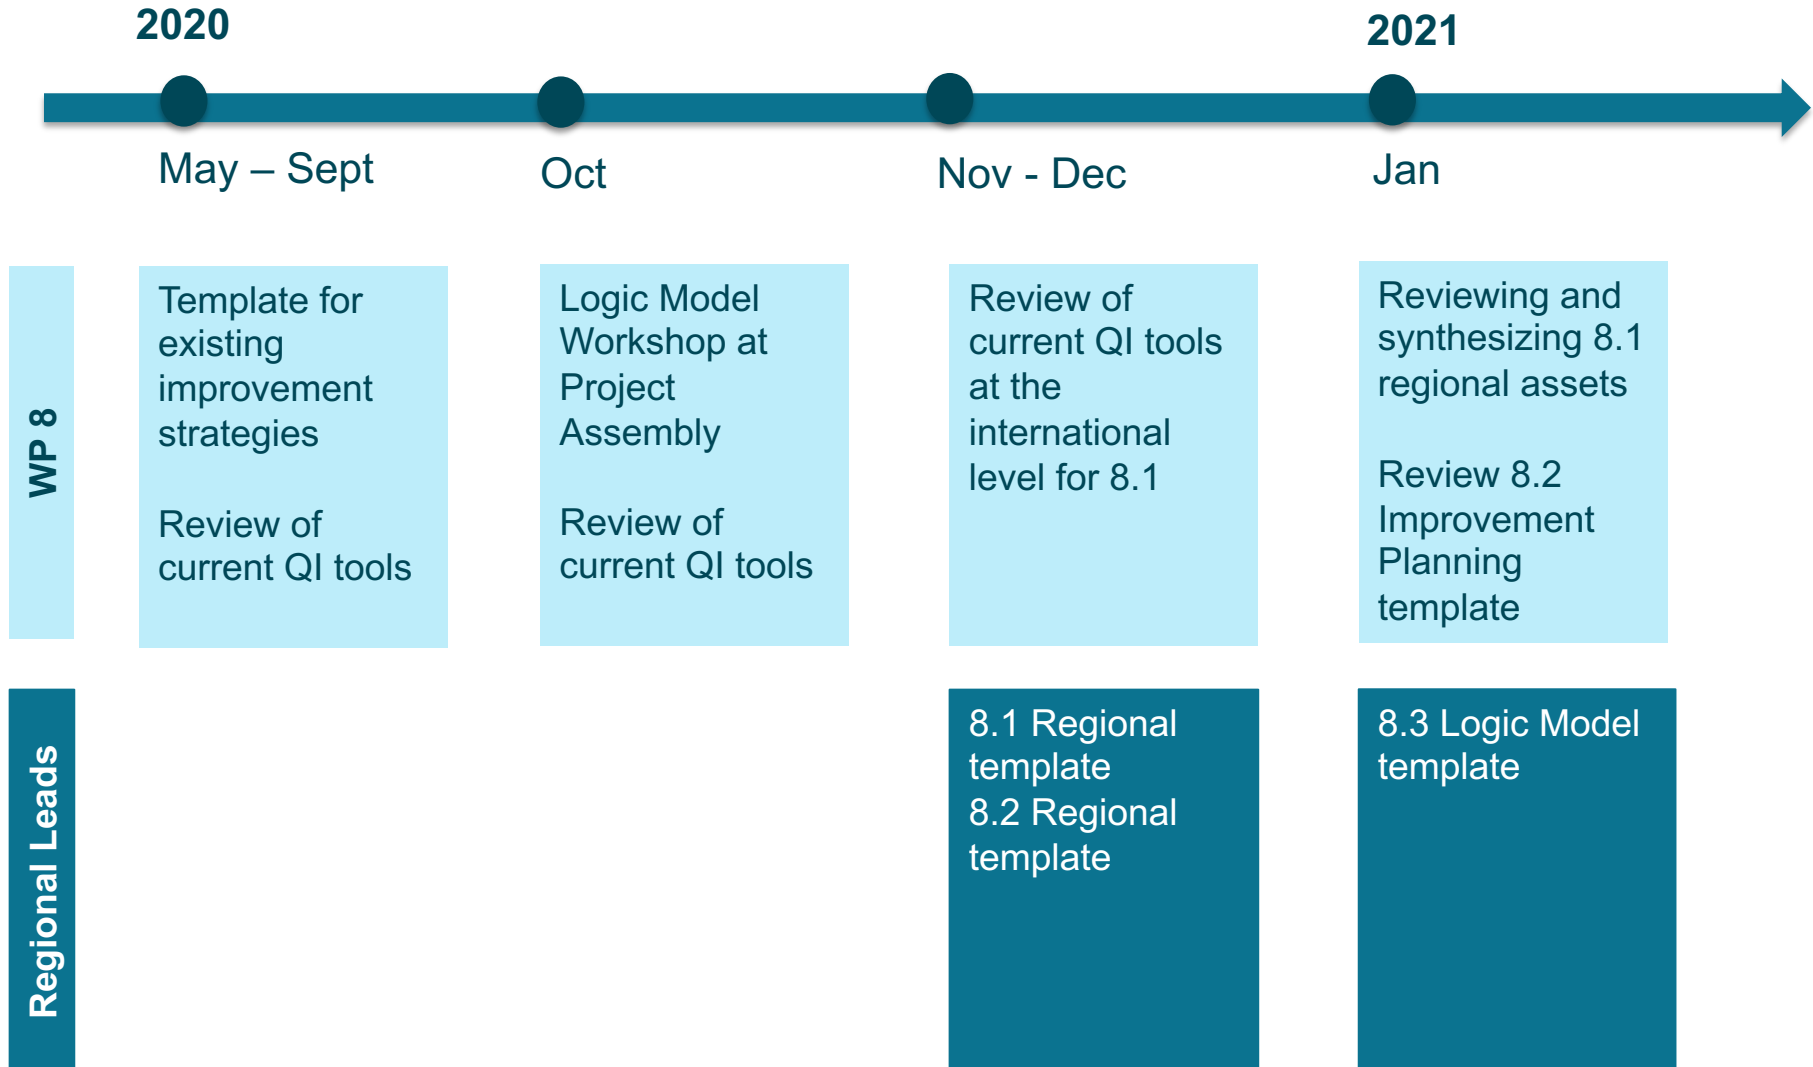 2020
2021
May – Sept
Oct
Nov - Dec
Jan
WP 8
Template for
existing
improvement
strategies
Review of
current QI tools
Logic Model
Workshop at
Project
Assembly
Review of
current QI tools
Review of
current QI tools
at the
international
level for 8.1
Reviewing and
synthesizing 8.1
regional assets
Review 8.2
Improvement
Planning
template
Regional Leads
8.1 Regional
template
8.2 Regional
template
8.3 Logic Model
template